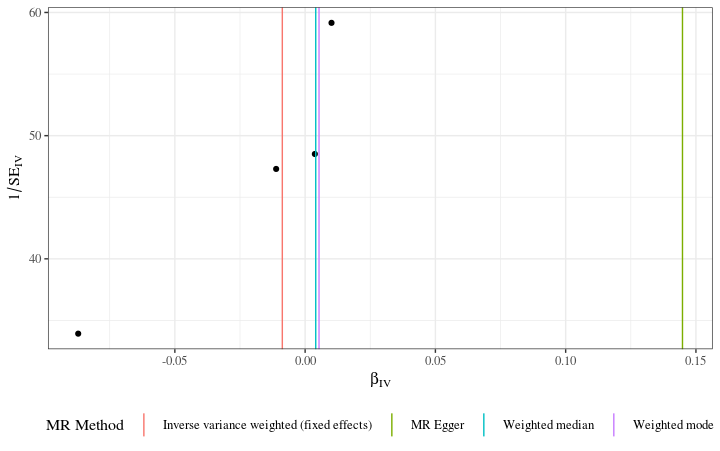 60
50
40
1/SE_IV
-0.05 0.00 0.05 0.10 0.15
β_IV
MR Method Inverse variance weighted (fixed effects) MR Egger Weighted median Weighted mode